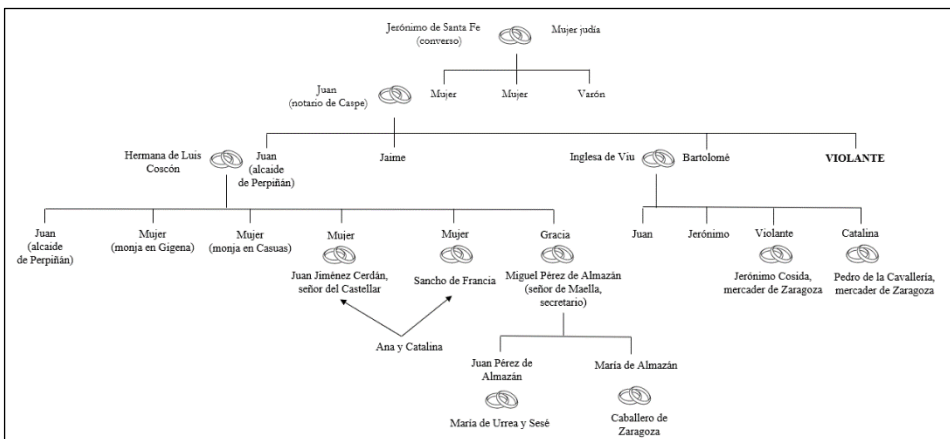 Jerónimo de Santa Fe
(converso)
Mujer judía
Juan
(notario de Caspe)
Mujer
Mujer
Varón
Hermana de Luis
Coscón
Juan
(alcaide
de Perpiñán)
Jaime
Inglesa de Viu
Bartolomé
VIOLANTE
Juan
(alcaide
de Perpiñán)
Mujer
(monja en Gigena)
Mujer
(monja en Casuas)
Mujer
Juan Jiménez Cerdán,
señor del Castellar
Mujer
Sancho de Francia
Gracia
Miguel Pérez de Almazán
(señor de Maella,
secretario)
Juan
Jerónimo
Violante
Jerónimo Cosida,
mercader de Zaragoza
Catalina
Pedro de la Cavallería,
mercader de Zaragoza
Ana y Catalina
Juan Pérez de
Almazán
María de Urrea y Sesé
María de Almazán
Caballero de
Zaragoza